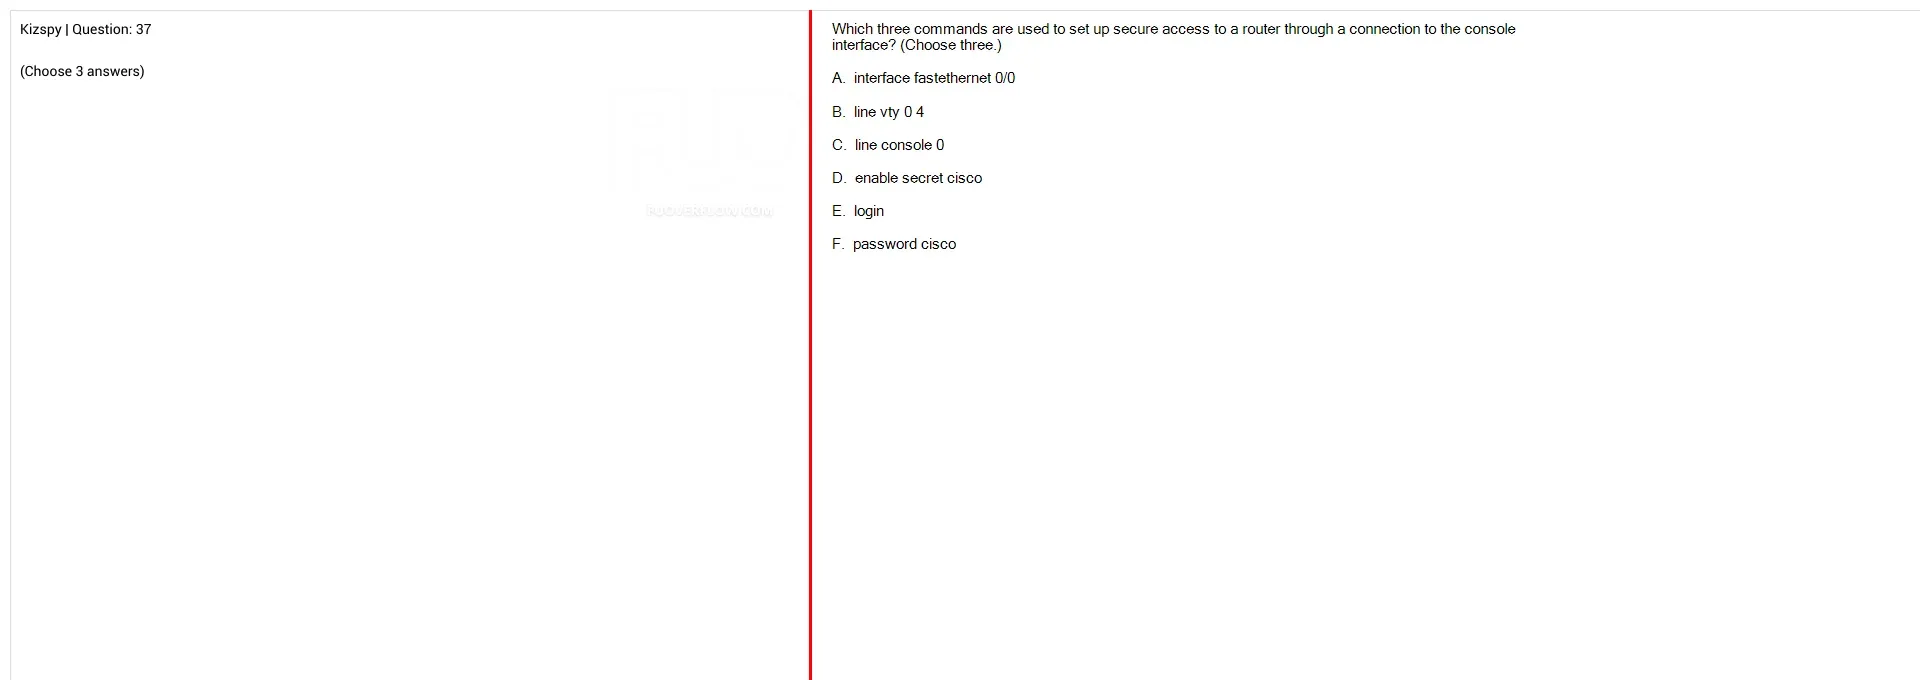 Kizspy | Question: 37
(Choose 3 answers)
FUOVERFLOW.COM
Which three commands are used to set up secure access to a router through a connection to the console
interface? (Choose three.)
A. interface fastethernet 0/0
B. line vty 0 4
C. line console 0
D. enable secret cisco
E. login
F. password cisco